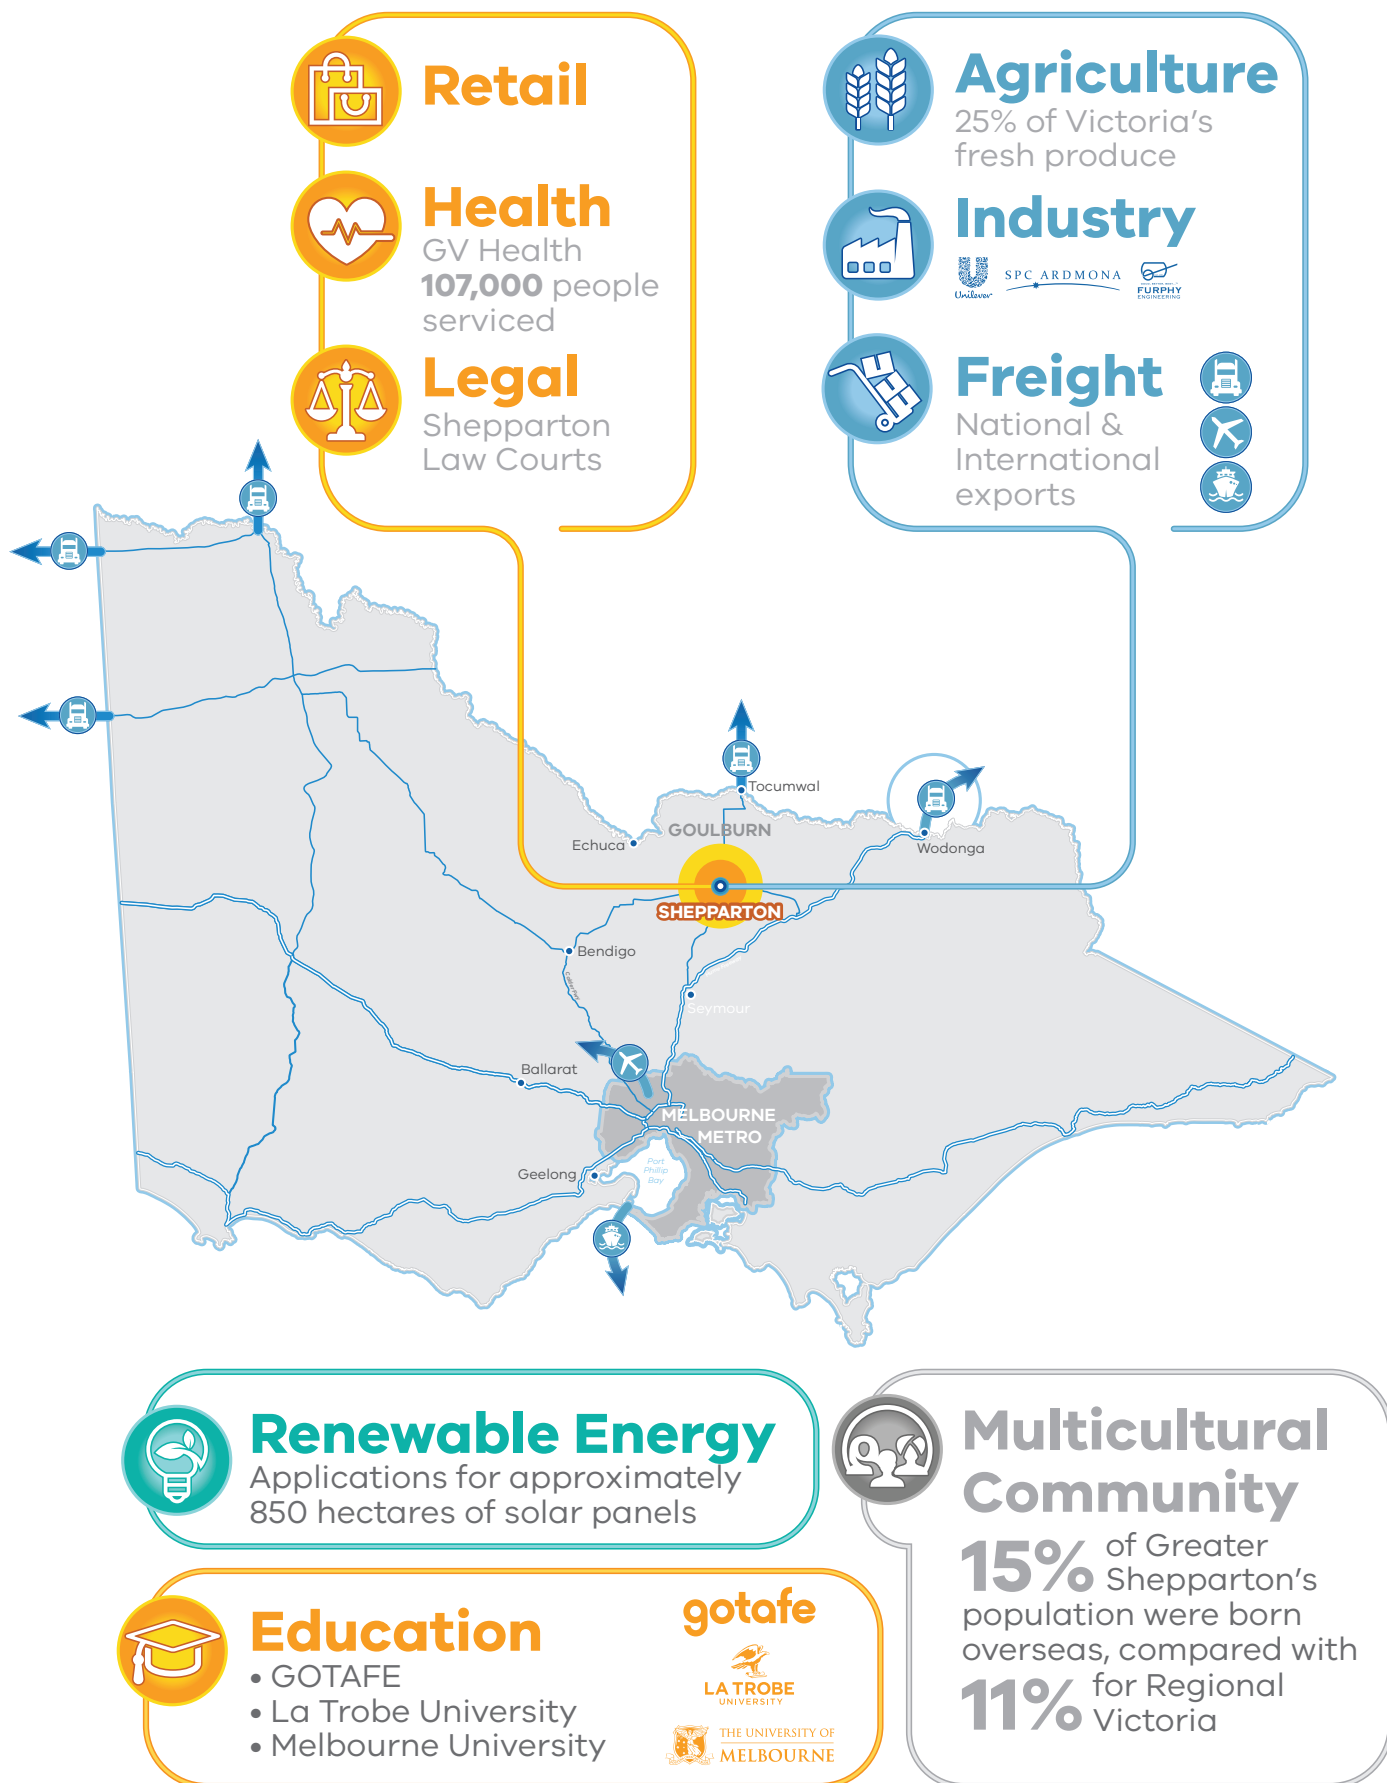 Retail
Health
GV Health
107,000 people
serviced
Legal
Shepparton
Law Courts
Agriculture
25% of Victoria's
fresh produce
Industry
Unilever
SPC ARDMONA
FURPHY
ENGINEERING
Freight
National &
International
exports
Tocumwal
GOULBURN
Echuca
Wodonga
SHEPPARTON
Bendigo
Seymour
Ballarat
MELBOURNE
METRO
Geelong
Port
Phillip
Bay
Renewable Energy
Applications for approximately
850 hectares of solar panels
Education
• GOTAFE
• La Trobe University
• Melbourne University
gotafe
LA TROBE
UNIVERSITY
THE UNIVERSITY OF
MELBOURNE
Multicultural
Community
15% of Greater
Shepparton's
population were born
overseas, compared with
11% for Regional
Victoria